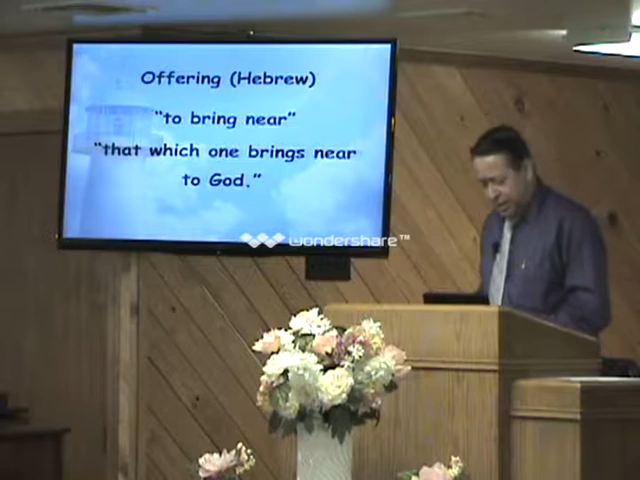 Offering (Hebrew)
"to bring near"
"that which one brings near
to God."
wondershare™